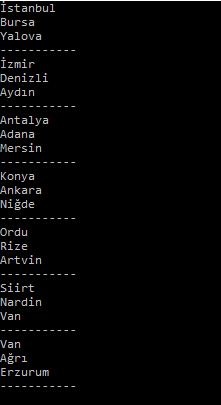 İstanbul
Bursa
Yalova
-----------
İzmir
Denizli
Aydın
-----------
Antalya
Adana
Mersin
-----------
Konya
Ankara
Niğde
-----------
Ordu
Rize
Artvin
-----------
Siirt
Nardin
Van
-----------
Van
Ağrı
Erzurum
-----------